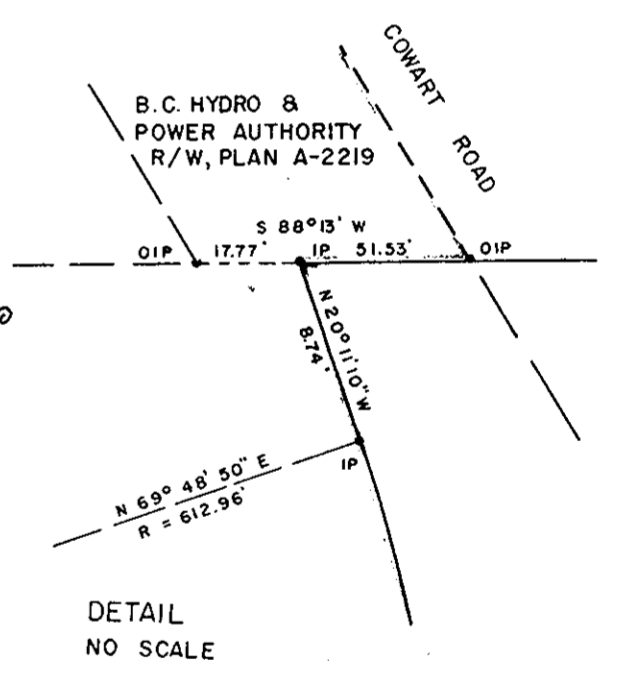 COWART ROAD
B.C. HYDRO &
POWER AUTHORITY
R/W, PLAN A-2219
S 88°13' W
OIP 17.77' IP 51.53' OIP
N 20°11'10" W
8.74'
IP
N 69° 48' 50" E
R = 612.96'
DETAIL
NO SCALE